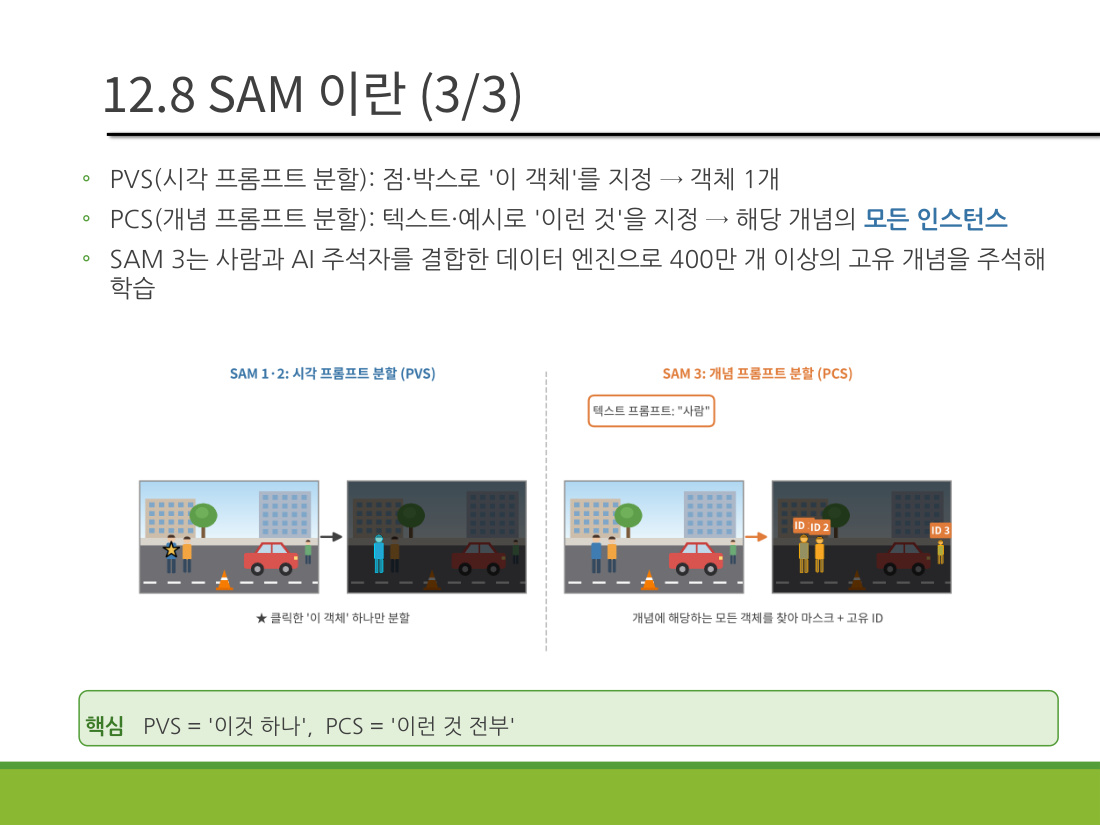 12.8 SAM 이란 (3/3)
PVS(시각 프롬프트 분할): 점·박스로 '이 객체'를 지정 → 객체 1개
PCS(개념 프롬프트 분할): 텍스트·예시로 '이런 것'을 지정 → 해당 개념의 모든 인스턴스
SAM 3는 사람과 AI 주석자를 결합한 데이터 엔진으로 400만 개 이상의 고유 개념을 주석해
학습
SAM 1·2: 시각 프롬프트 분할 (PVS)
SAM 3: 개념 프롬프트 분할 (PCS)
텍스트 프롬프트: "사람"
ID
ID 2
ID 3
★ 클릭한 '이 객체' 하나만 분할
개념에 해당하는 모든 객체를 찾아 마스크 + 고유 ID
핵심 PVS = '이것 하나', PCS = '이런 것 전부'